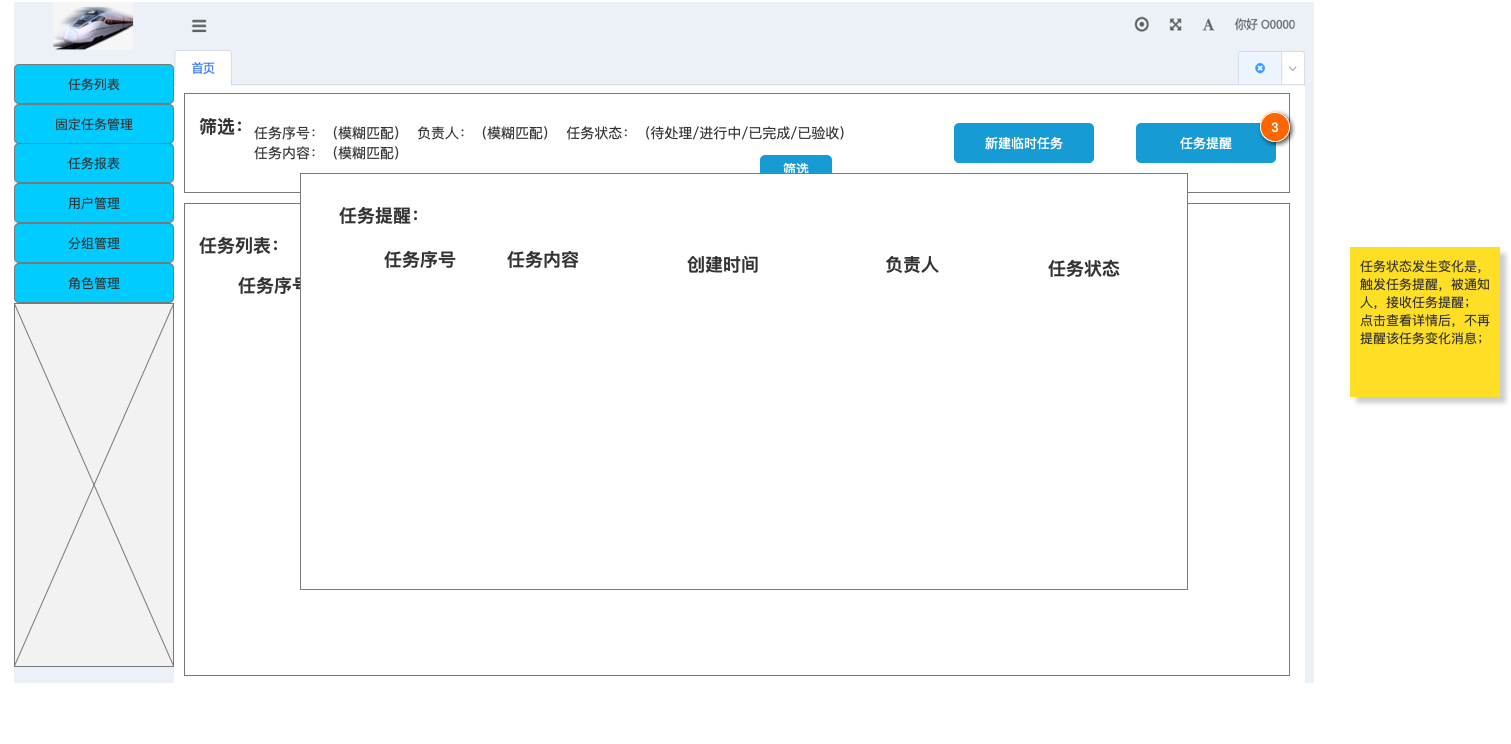 你好 O0000
首页
任务列表
固定任务管理
任务报表
用户管理
分组管理
角色管理
筛选：
任务序号：（模糊匹配） 负责人：（模糊匹配） 任务状态：（待处理/进行中/已完成/已验收）
任务内容：（模糊匹配）
筛选
新建临时任务
任务提醒
3
任务列表：
任务序号
任务提醒：
任务序号 任务内容 创建时间 负责人 任务状态
任务状态发生变化是，
触发任务提醒，被通知
人，接收任务提醒；
点击查看详情后，不再
提醒该任务变化消息；